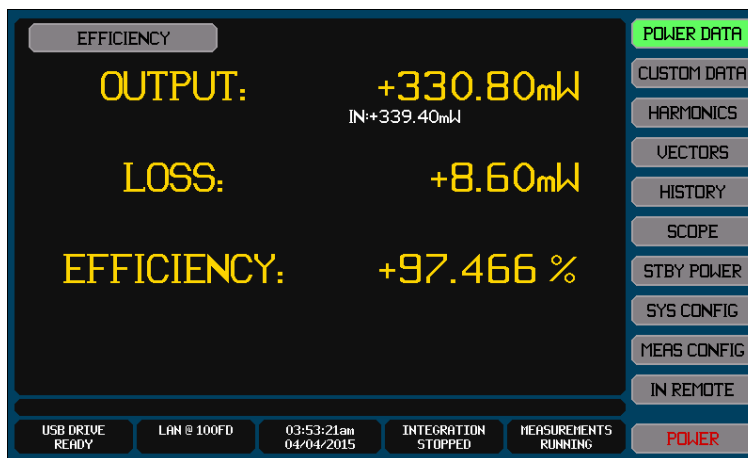 EFFICIENCY
OUTPUT: +330.80mW
IN:+339.40mW
LOSS: +8.60mW
EFFICIENCY: +97.466 %
POWER DATA
CUSTOM DATA
HARMONICS
VECTORS
HISTORY
SCOPE
STBY POWER
SYS CONFIG
MEAS CONFIG
IN REMOTE
POWER
USB DRIVE
READY
LAN @ 100FD
03:53:21am
04/04/2015
INTEGRATION
STOPPED
MEASUREMENTS
RUNNING